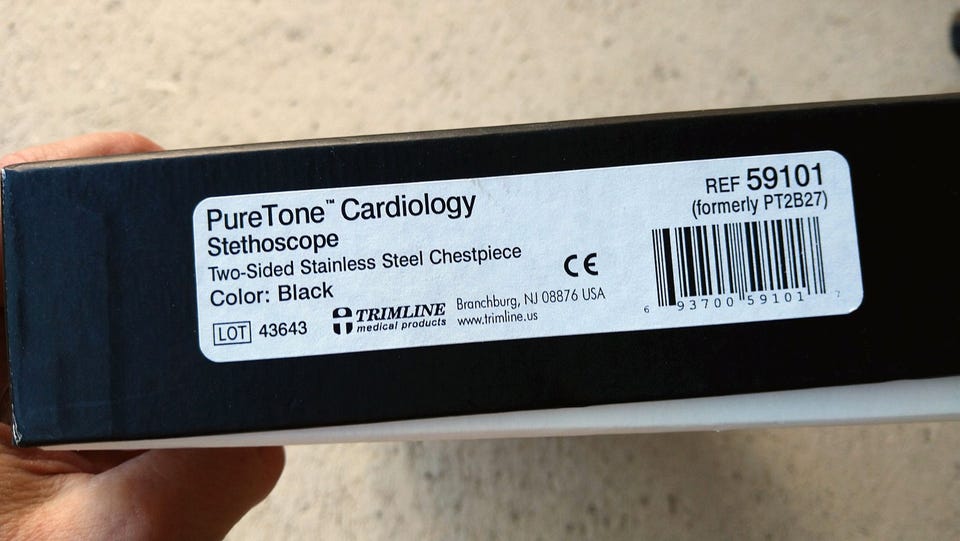 PureTone™ Cardiology
Stethoscope
Two-Sided Stainless Steel Chestpiece
Color: Black
LOT 43643
TRIMLINE
medical products
Branchburg, NJ 08876 USA
www.trimline.us
CE
REF 59101
(formerly PT2B27)
6 93700 59101 7